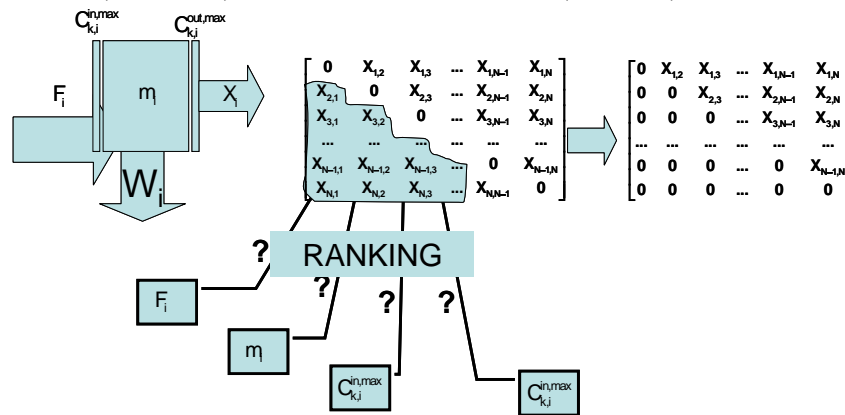 C_{k,i}^{in,max} C_{k,i}^{out,max}
F_i m_i X_i
W_i
0 X_{1,2} X_{1,3} ... X_{1,N-1} X_{1,N}
X_{2,1} 0 X_{2,3} ... X_{2,N-1} X_{2,N}
X_{3,1} X_{3,2} 0 ... X_{3,N-1} X_{3,N}
... ... ... ... ... ...
X_{N-1,1} X_{N-1,2} X_{N-1,3} ... 0 X_{N-1,N}
X_{N,1} X_{N,2} X_{N,3} ... X_{N,N-1} 0
0 X_{1,2} X_{1,3} ... X_{1,N-1} X_{1,N}
0 0 X_{2,3} ... X_{2,N-1} X_{2,N}
0 0 0 ... X_{3,N-1} X_{3,N}
... ... ... ... ... ...
0 0 0 ... 0 X_{N-1,N}
0 0 0 ... 0 0
? RANKING
? ? ?
F_i
m_i
C_{k,i}^{in,max}
C_{k,i}^{in,max}